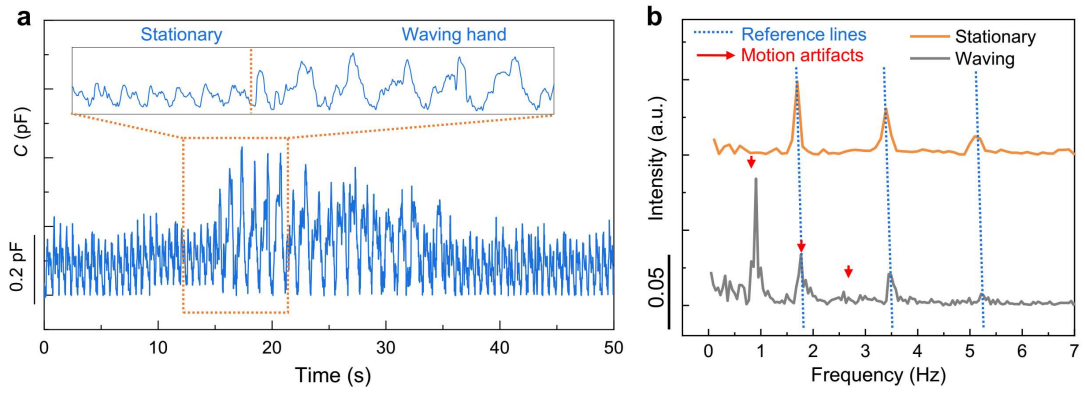 a
Stationary
Waving hand
C (pF)
0.2 pF
0
10
20
30
40
50
Time (s)
b
Reference lines
Motion artifacts
Stationary
Waving
Intensity (a.u.)
0.05
0
1
2
3
4
5
6
7
Frequency (Hz)